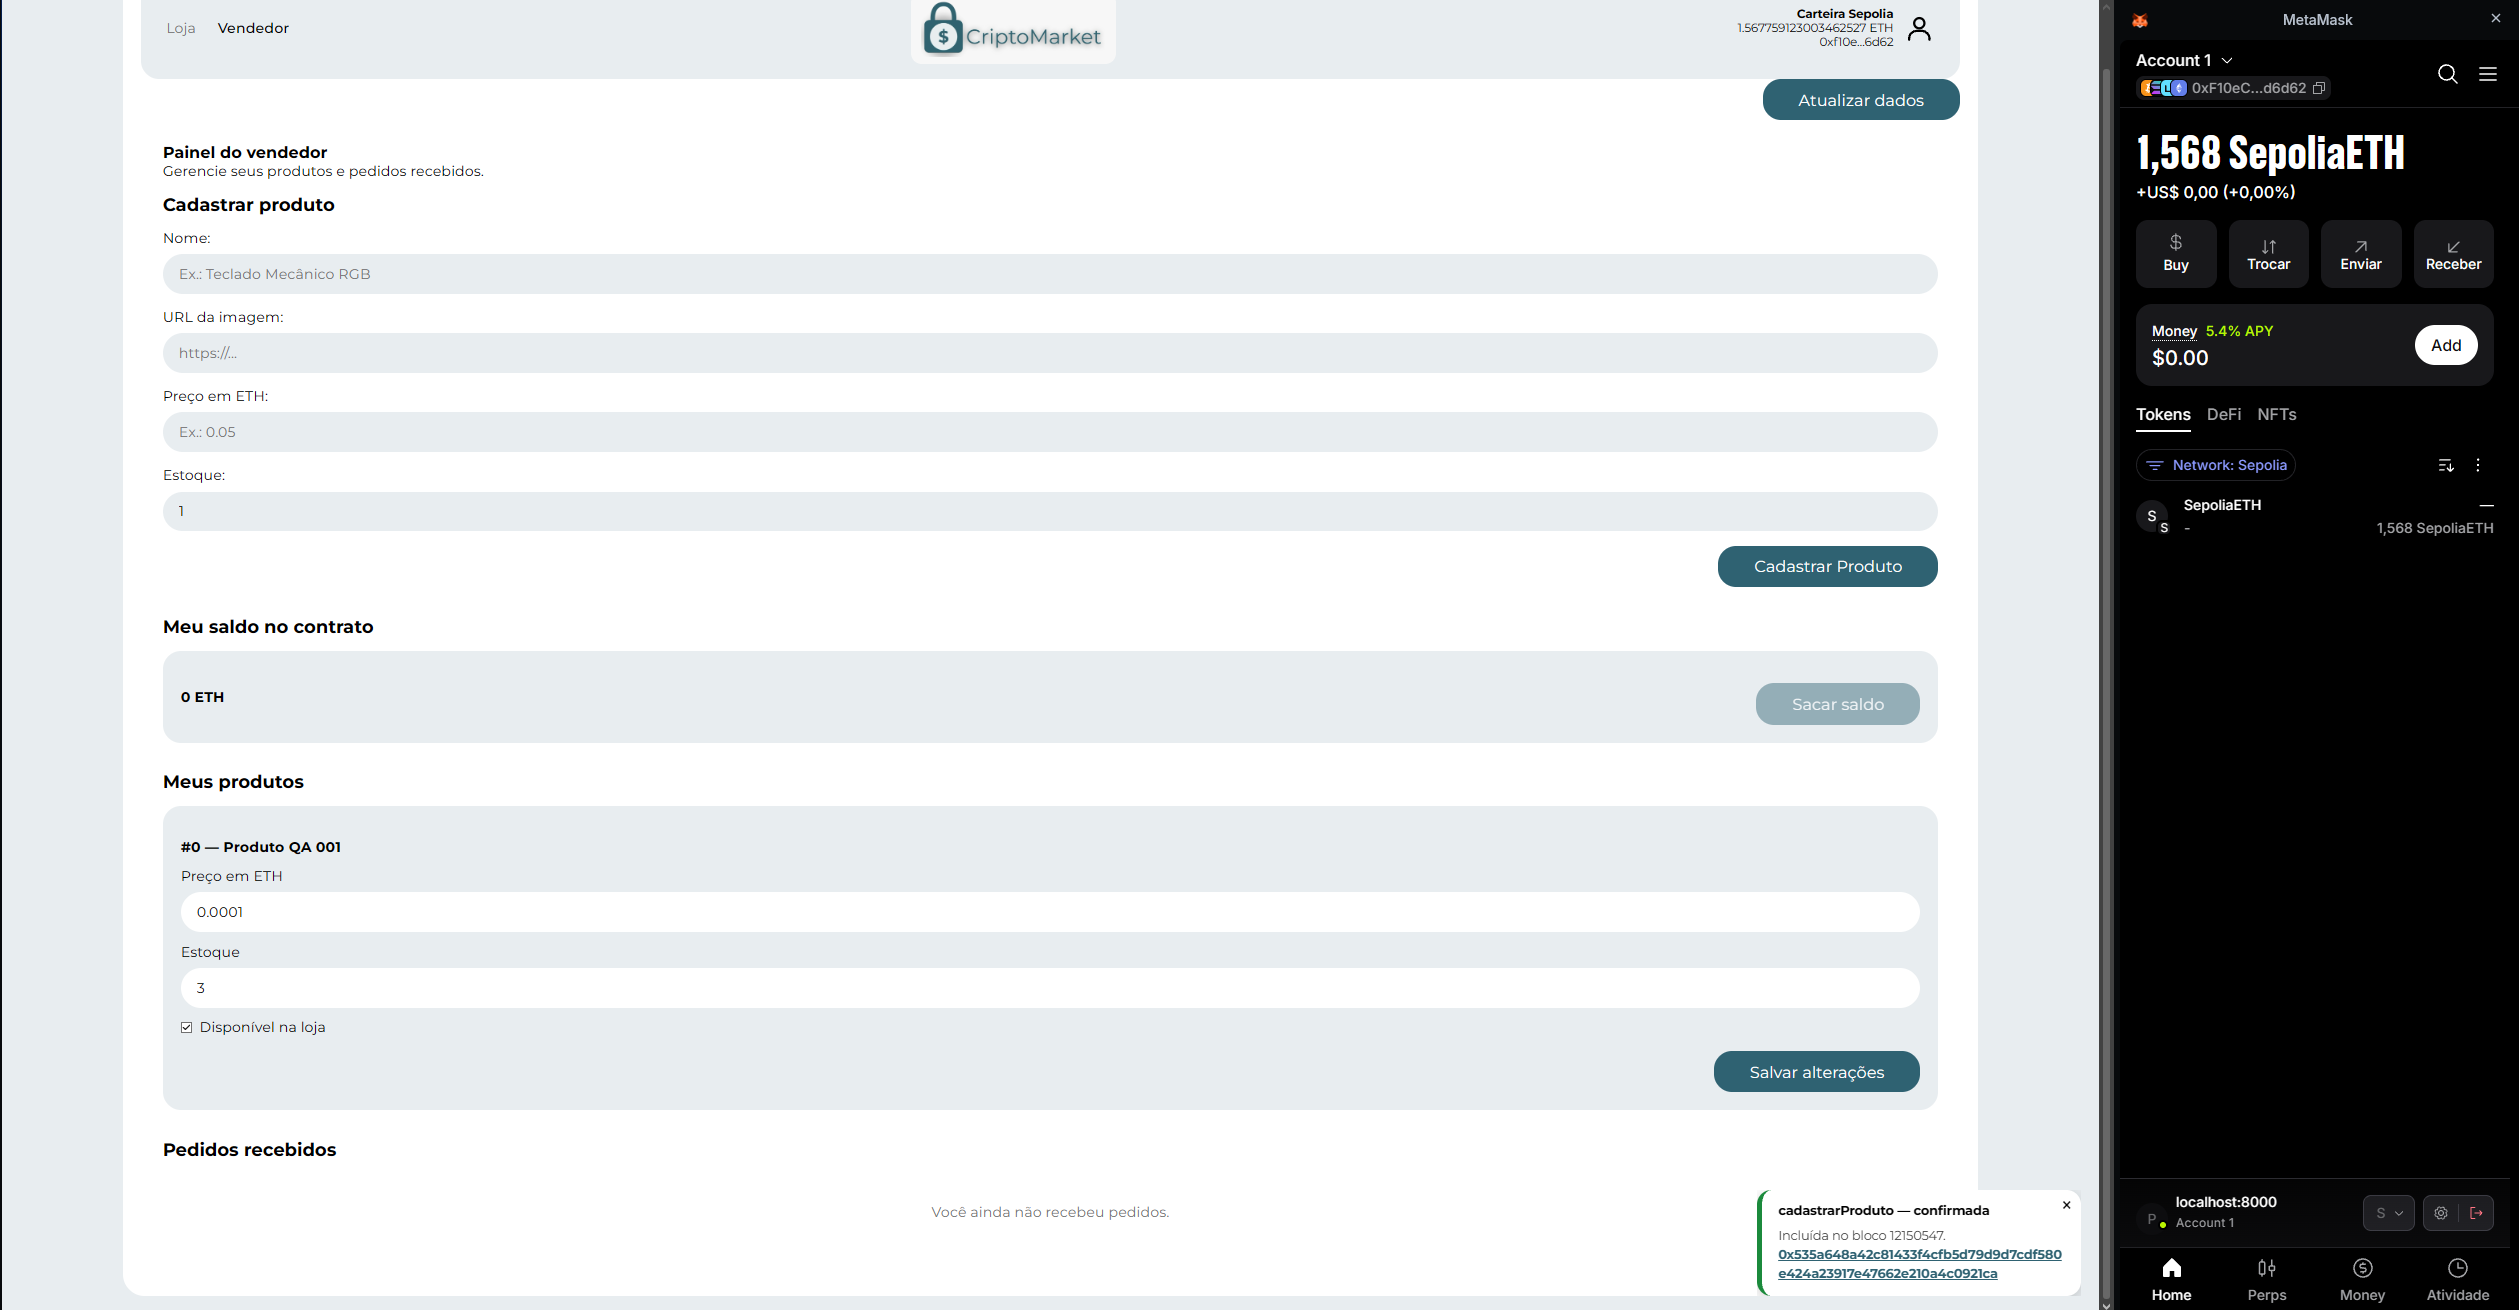 Loja
Vendedor
$ CriptoMarket
Carteira Sepolia
1.567759123003462527 ETH
0xf10e...6d62
Atualizar dados
Painel do vendedor
Gerencie seus produtos e pedidos recebidos.
Cadastrar produto
Nome:
Ex.: Teclado Mecânico RGB
URL da imagem:
https://...
Preço em ETH:
Ex.: 0.05
Estoque:
1
Cadastrar Produto
Meu saldo no contrato
0 ETH
Sacar saldo
Meus produtos
#0 — Produto QA 001
Preço em ETH
0.0001
Estoque
3
Disponível na loja
Salvar alterações
Pedidos recebidos
Você ainda não recebeu pedidos.
cadastrarProduto — confirmada
Incluída no bloco 12150547.
0x535a648a42c81433f4cfb5d79d9d7cdf580
e424a23917e47662e210a4c0921ca
MetaMask
Account 1
0xF10eC...d6d62
1,568 SepoliaETH
+US$ 0,00 (+0,00%)
Buy
Trocar
Enviar
Receber
Money 5.4% APY
$0.00
Add
Tokens
DeFi
NFTs
Network: Sepolia
S
S
SepoliaETH
—
-
1,568 SepoliaETH
P
localhost:8000
Account 1
S
Home
Perps
Money
Atividade